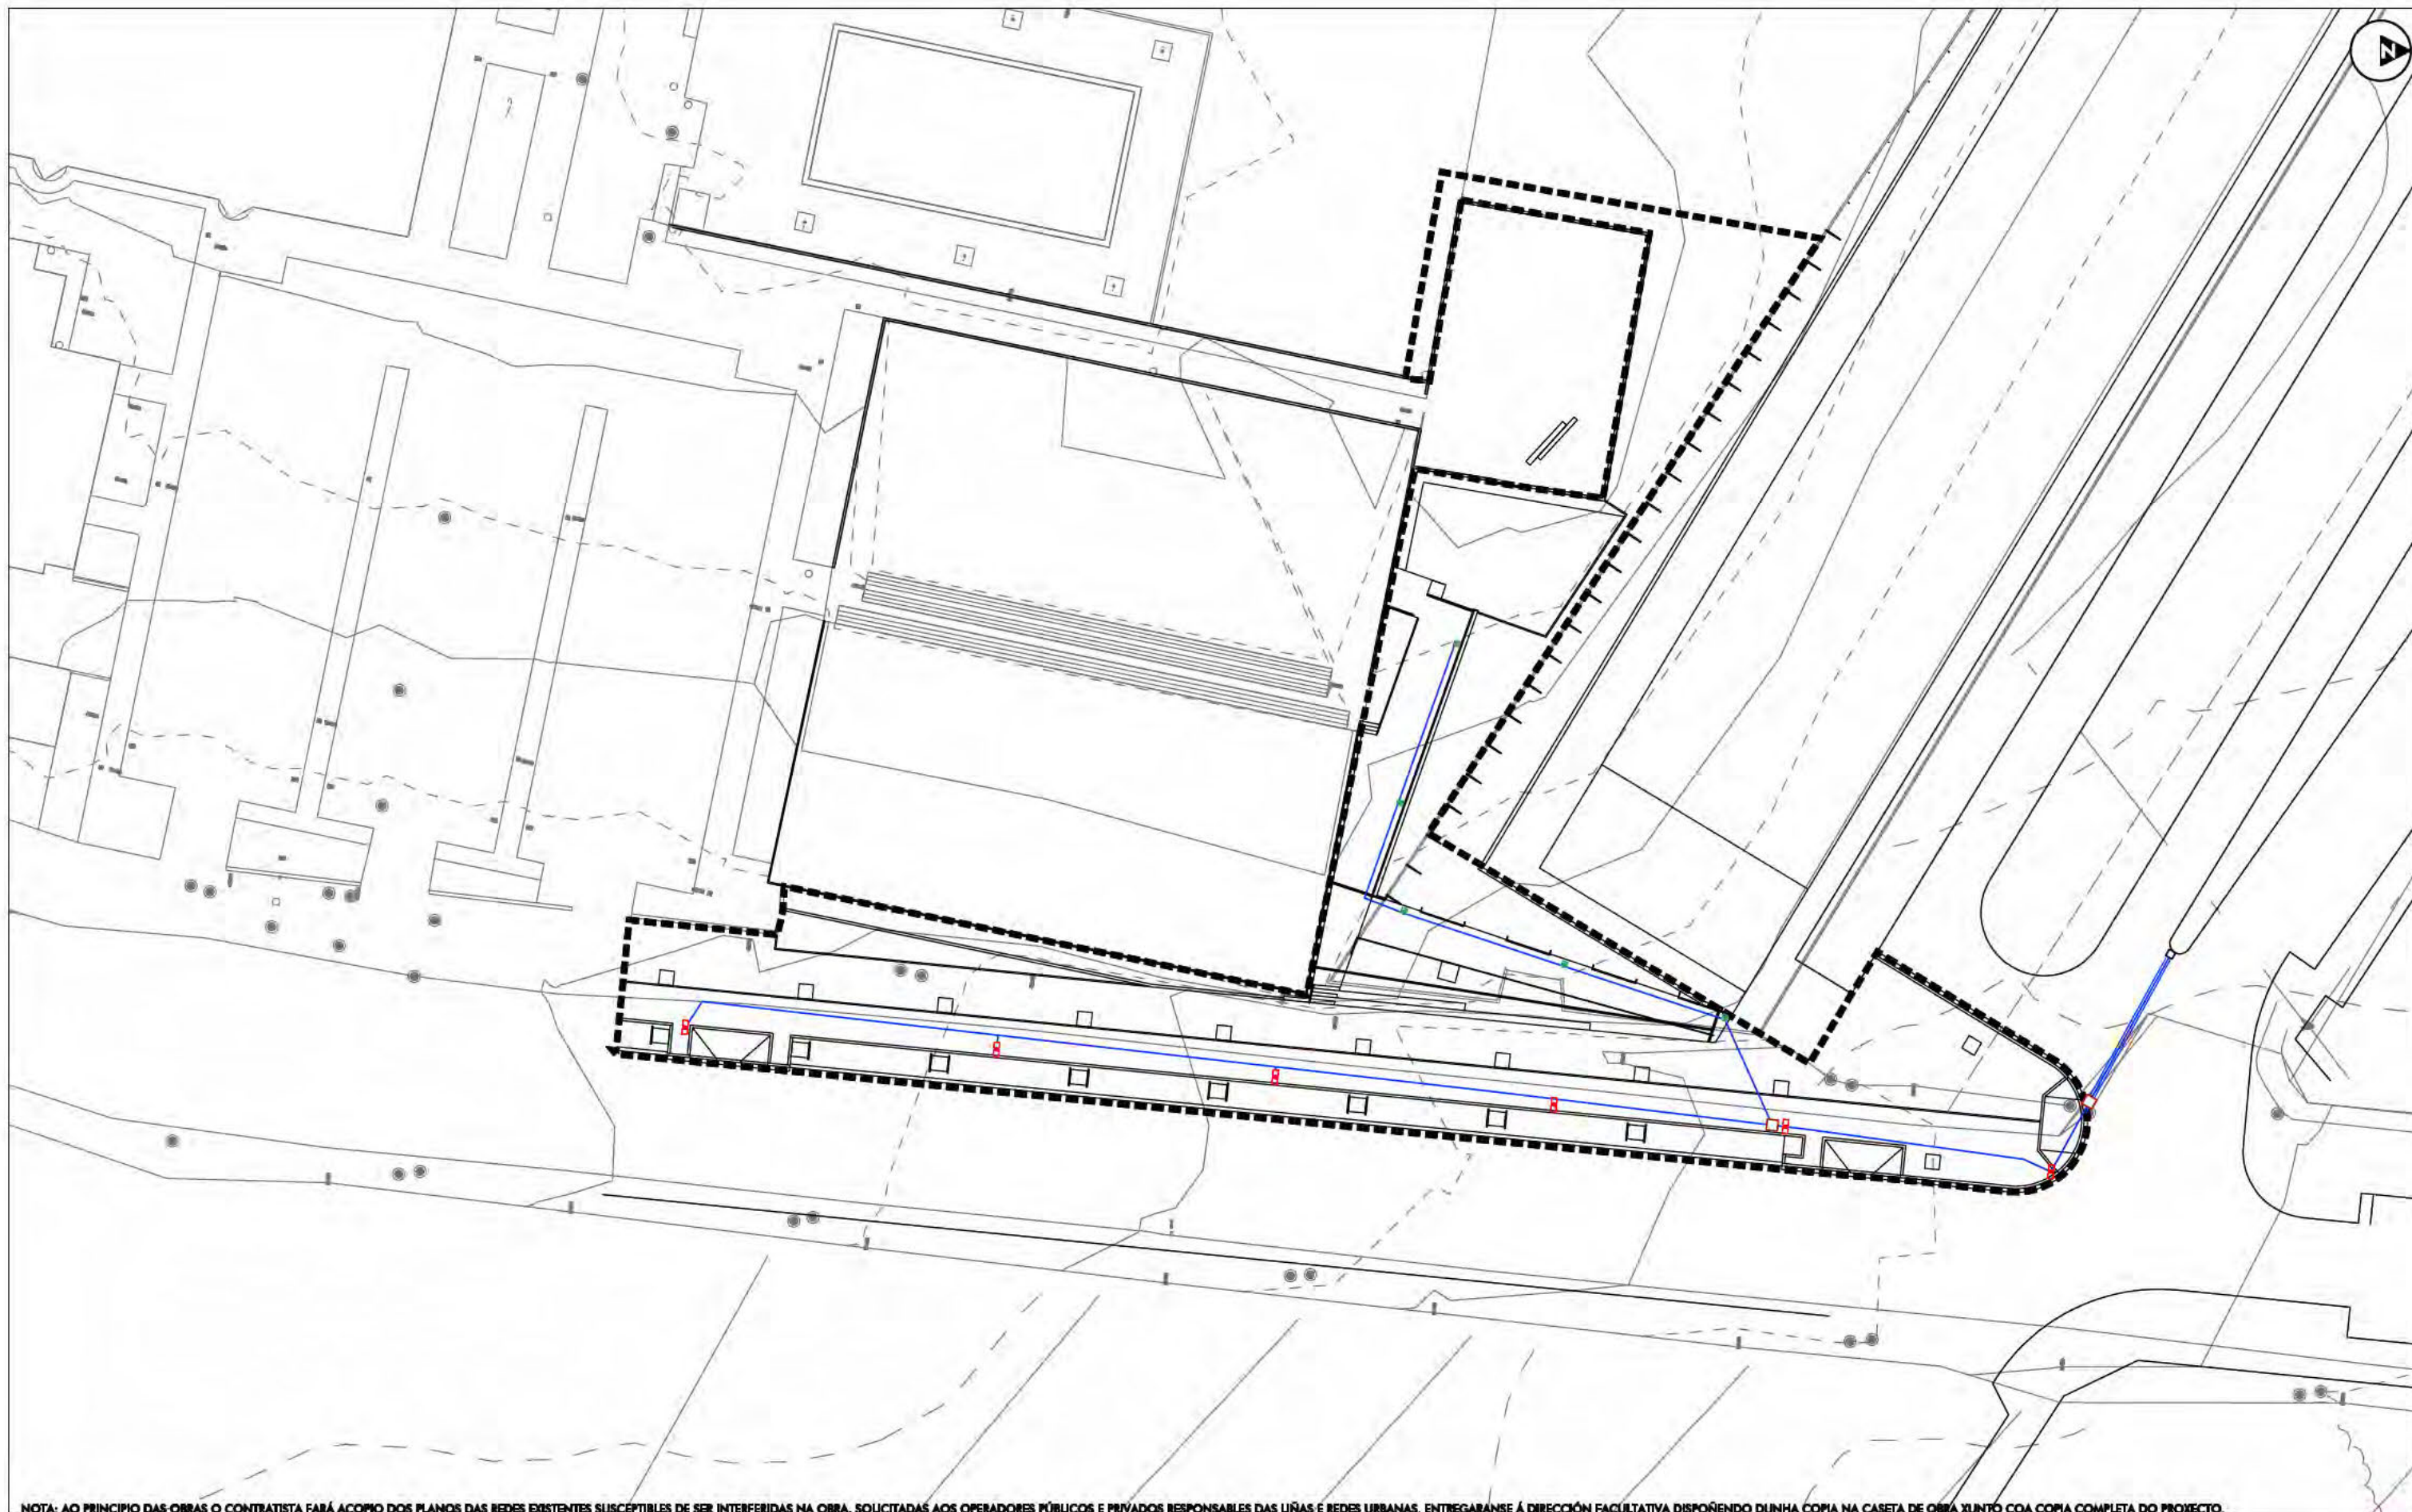 N
NOTA: AO PRINCIPIO DAS OBRAS O CONTRATISTA FARÁ ACOPIO DOS PLANOS DAS REDES EXISTENTES SUSCEPTIBLES DE SER INTERFERIDAS NA OBRA, SOLICITADAS AOS OPERADORES PÚBLICOS E PRIVADOS RESPONSABLES DAS LIÑAS E REDES URBANAS. ENTREGARANSE Á DIRECCIÓN FACULTATIVA DISPOÑENDO DUNHA COPIA NA CASETA DE OBRA XUNTO COA COPIA COMPLETA DO PROXECTO.